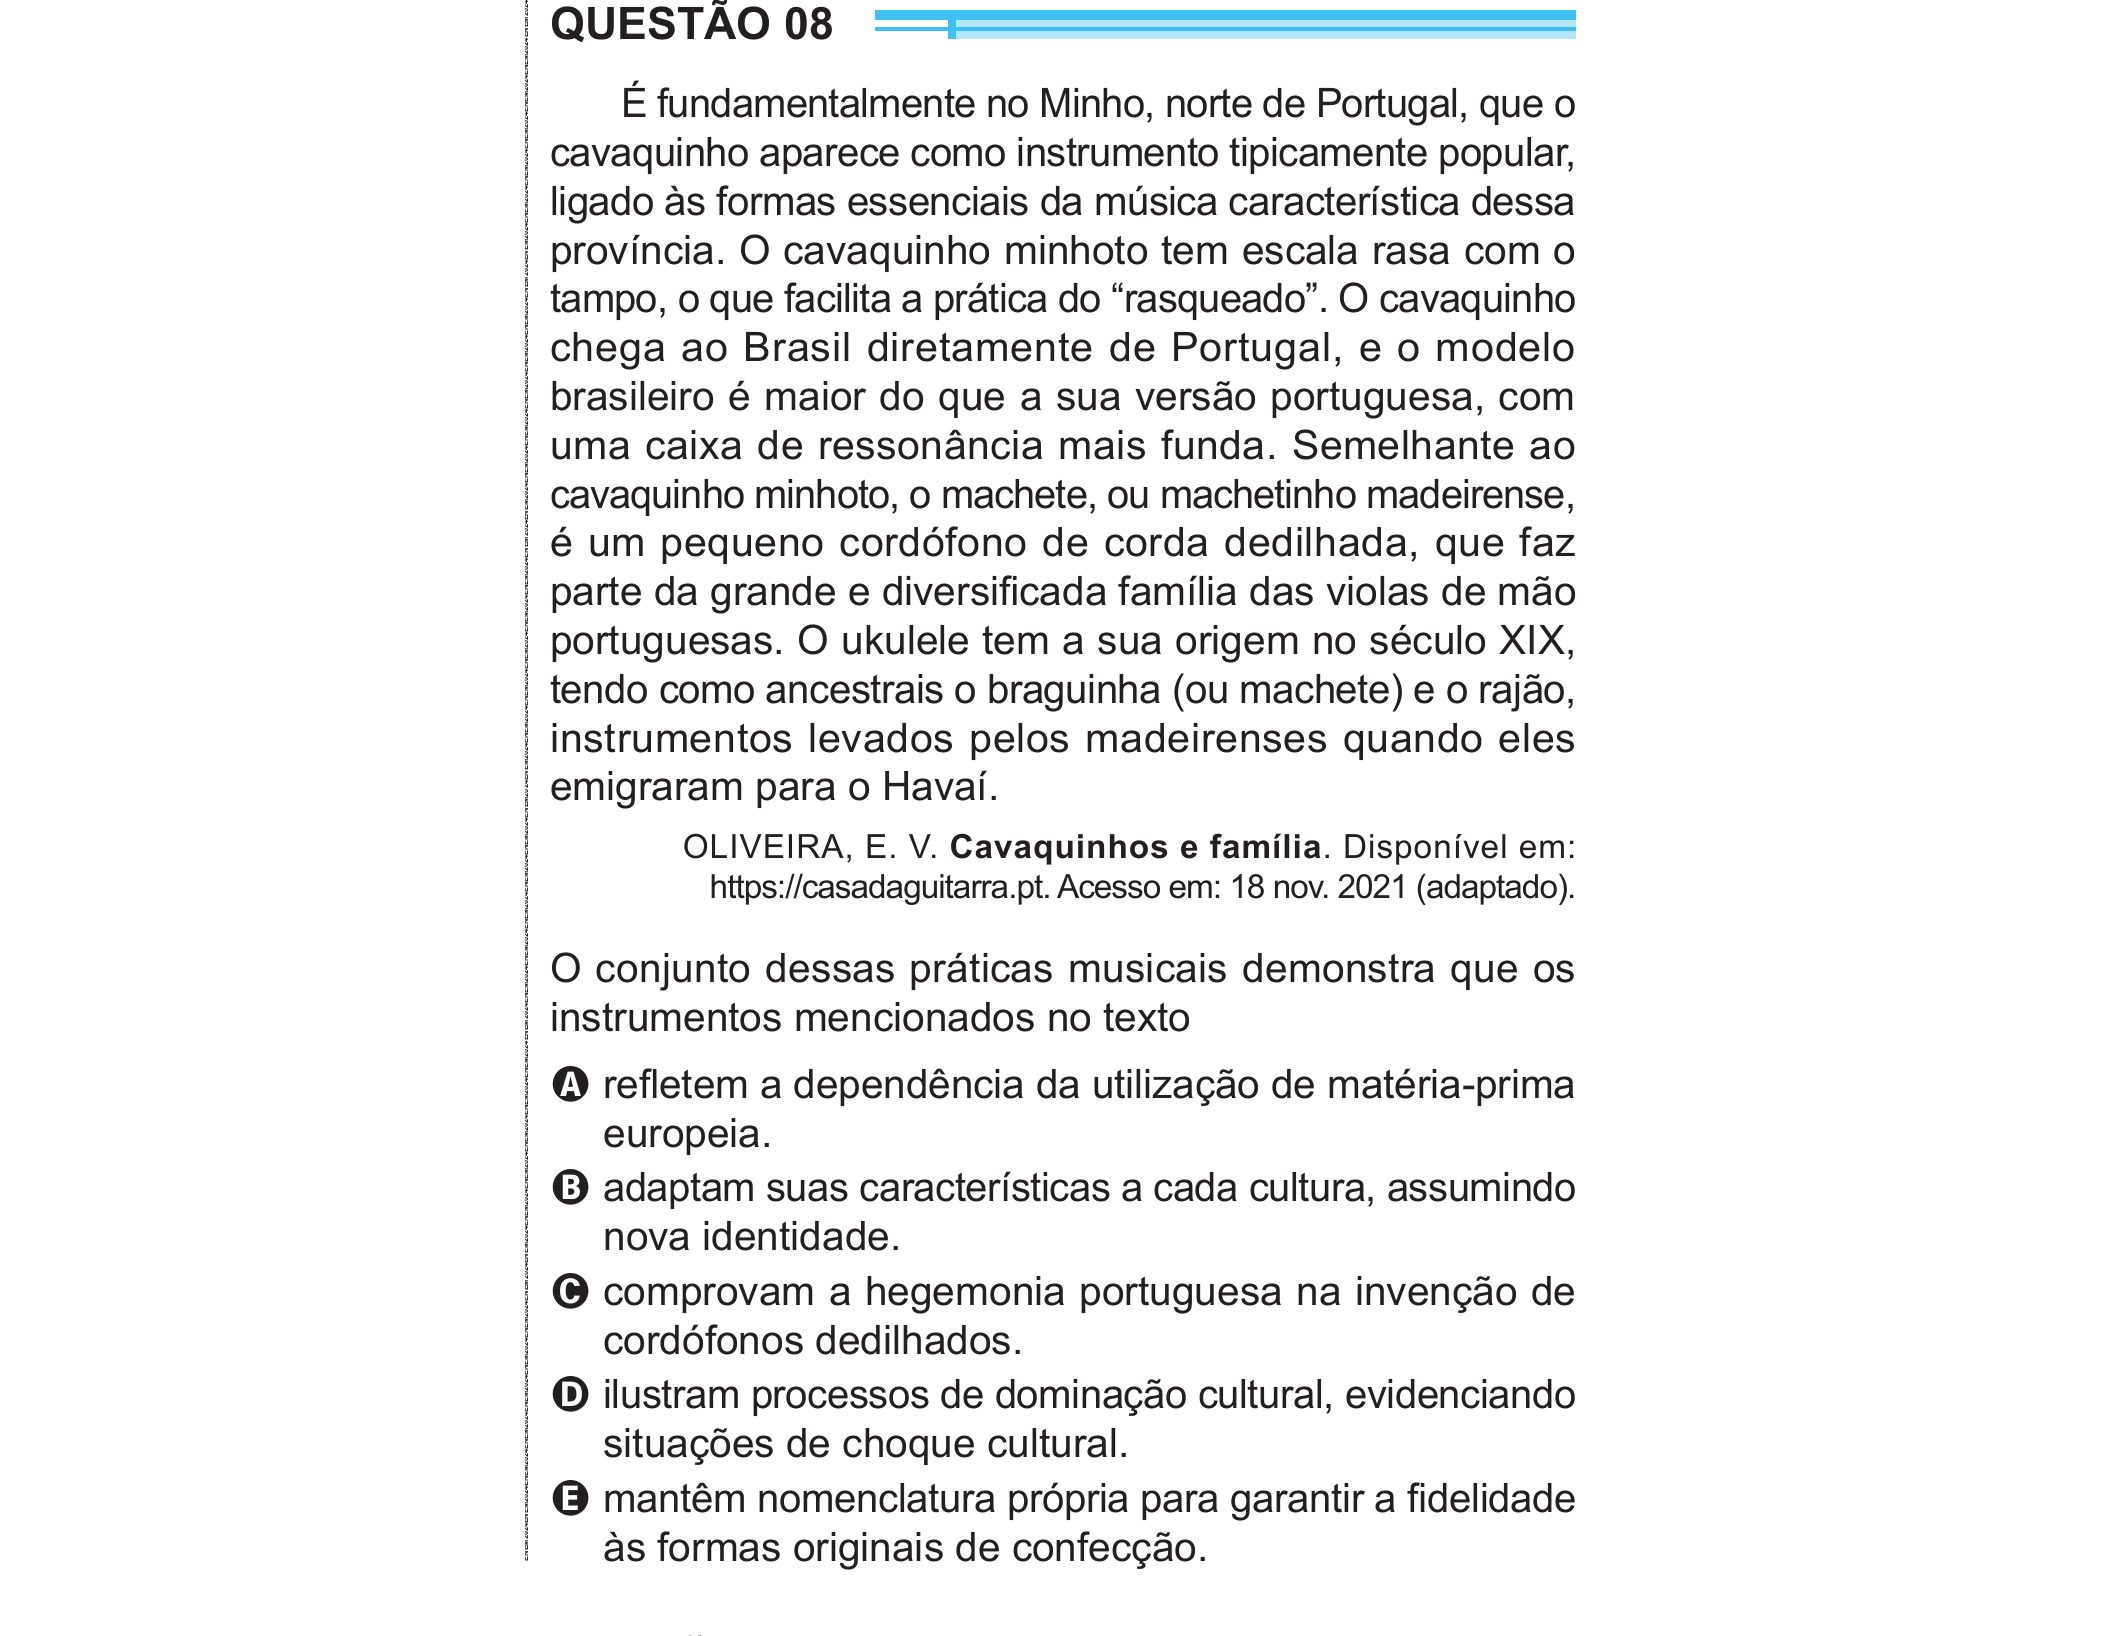 QUESTÃO 08
É fundamentalmente no Minho, norte de Portugal, que o
cavaquinho aparece como instrumento tipicamente popular,
ligado às formas essenciais da música característica dessa
província. O cavaquinho minhoto tem escala rasa com o
tampo, o que facilita a prática do “rasqueado”. O cavaquinho
chega ao Brasil diretamente de Portugal, e o modelo
brasileiro é maior do que a sua versão portuguesa, com
uma caixa de ressonância mais funda. Semelhante ao
cavaquinho minhoto, o machete, ou machetinho madeirense,
é um pequeno cordófono de corda dedilhada, que faz
parte da grande e diversificada família das violas de mão
portuguesas. O ukulele tem a sua origem no século XIX,
tendo como ancestrais o braguinha (ou machete) e o rajão,
instrumentos levados pelos madeirenses quando eles
emigraram para o Havaí.
OLIVEIRA, E. V. Cavaquinhos e família. Disponível em:
https://casadaguitarra.pt. Acesso em: 18 nov. 2021 (adaptado).
O conjunto dessas práticas musicais demonstra que os
instrumentos mencionados no texto
A refletem a dependência da utilização de matéria-prima
europeia.
B adaptam suas características a cada cultura, assumindo
nova identidade.
C comprovam a hegemonia portuguesa na invenção de
cordófonos dedilhados.
D ilustram processos de dominação cultural, evidenciando
situações de choque cultural.
E mantêm nomenclatura própria para garantir a fidelidade
às formas originais de confecção.